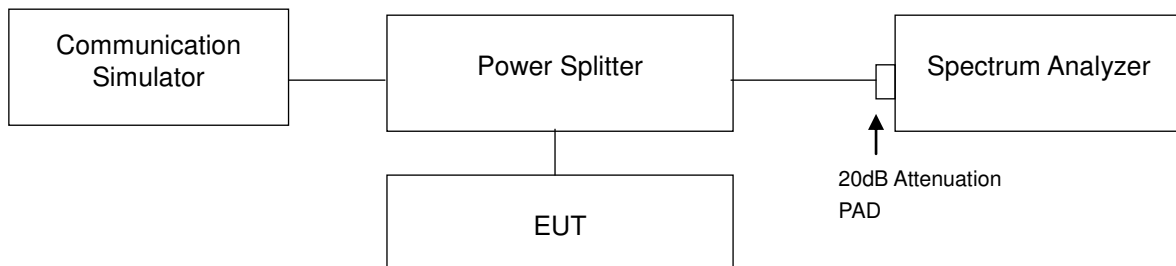 Communication
Simulator
Power Splitter
Spectrum Analyzer
20dB Attenuation
PAD
EUT